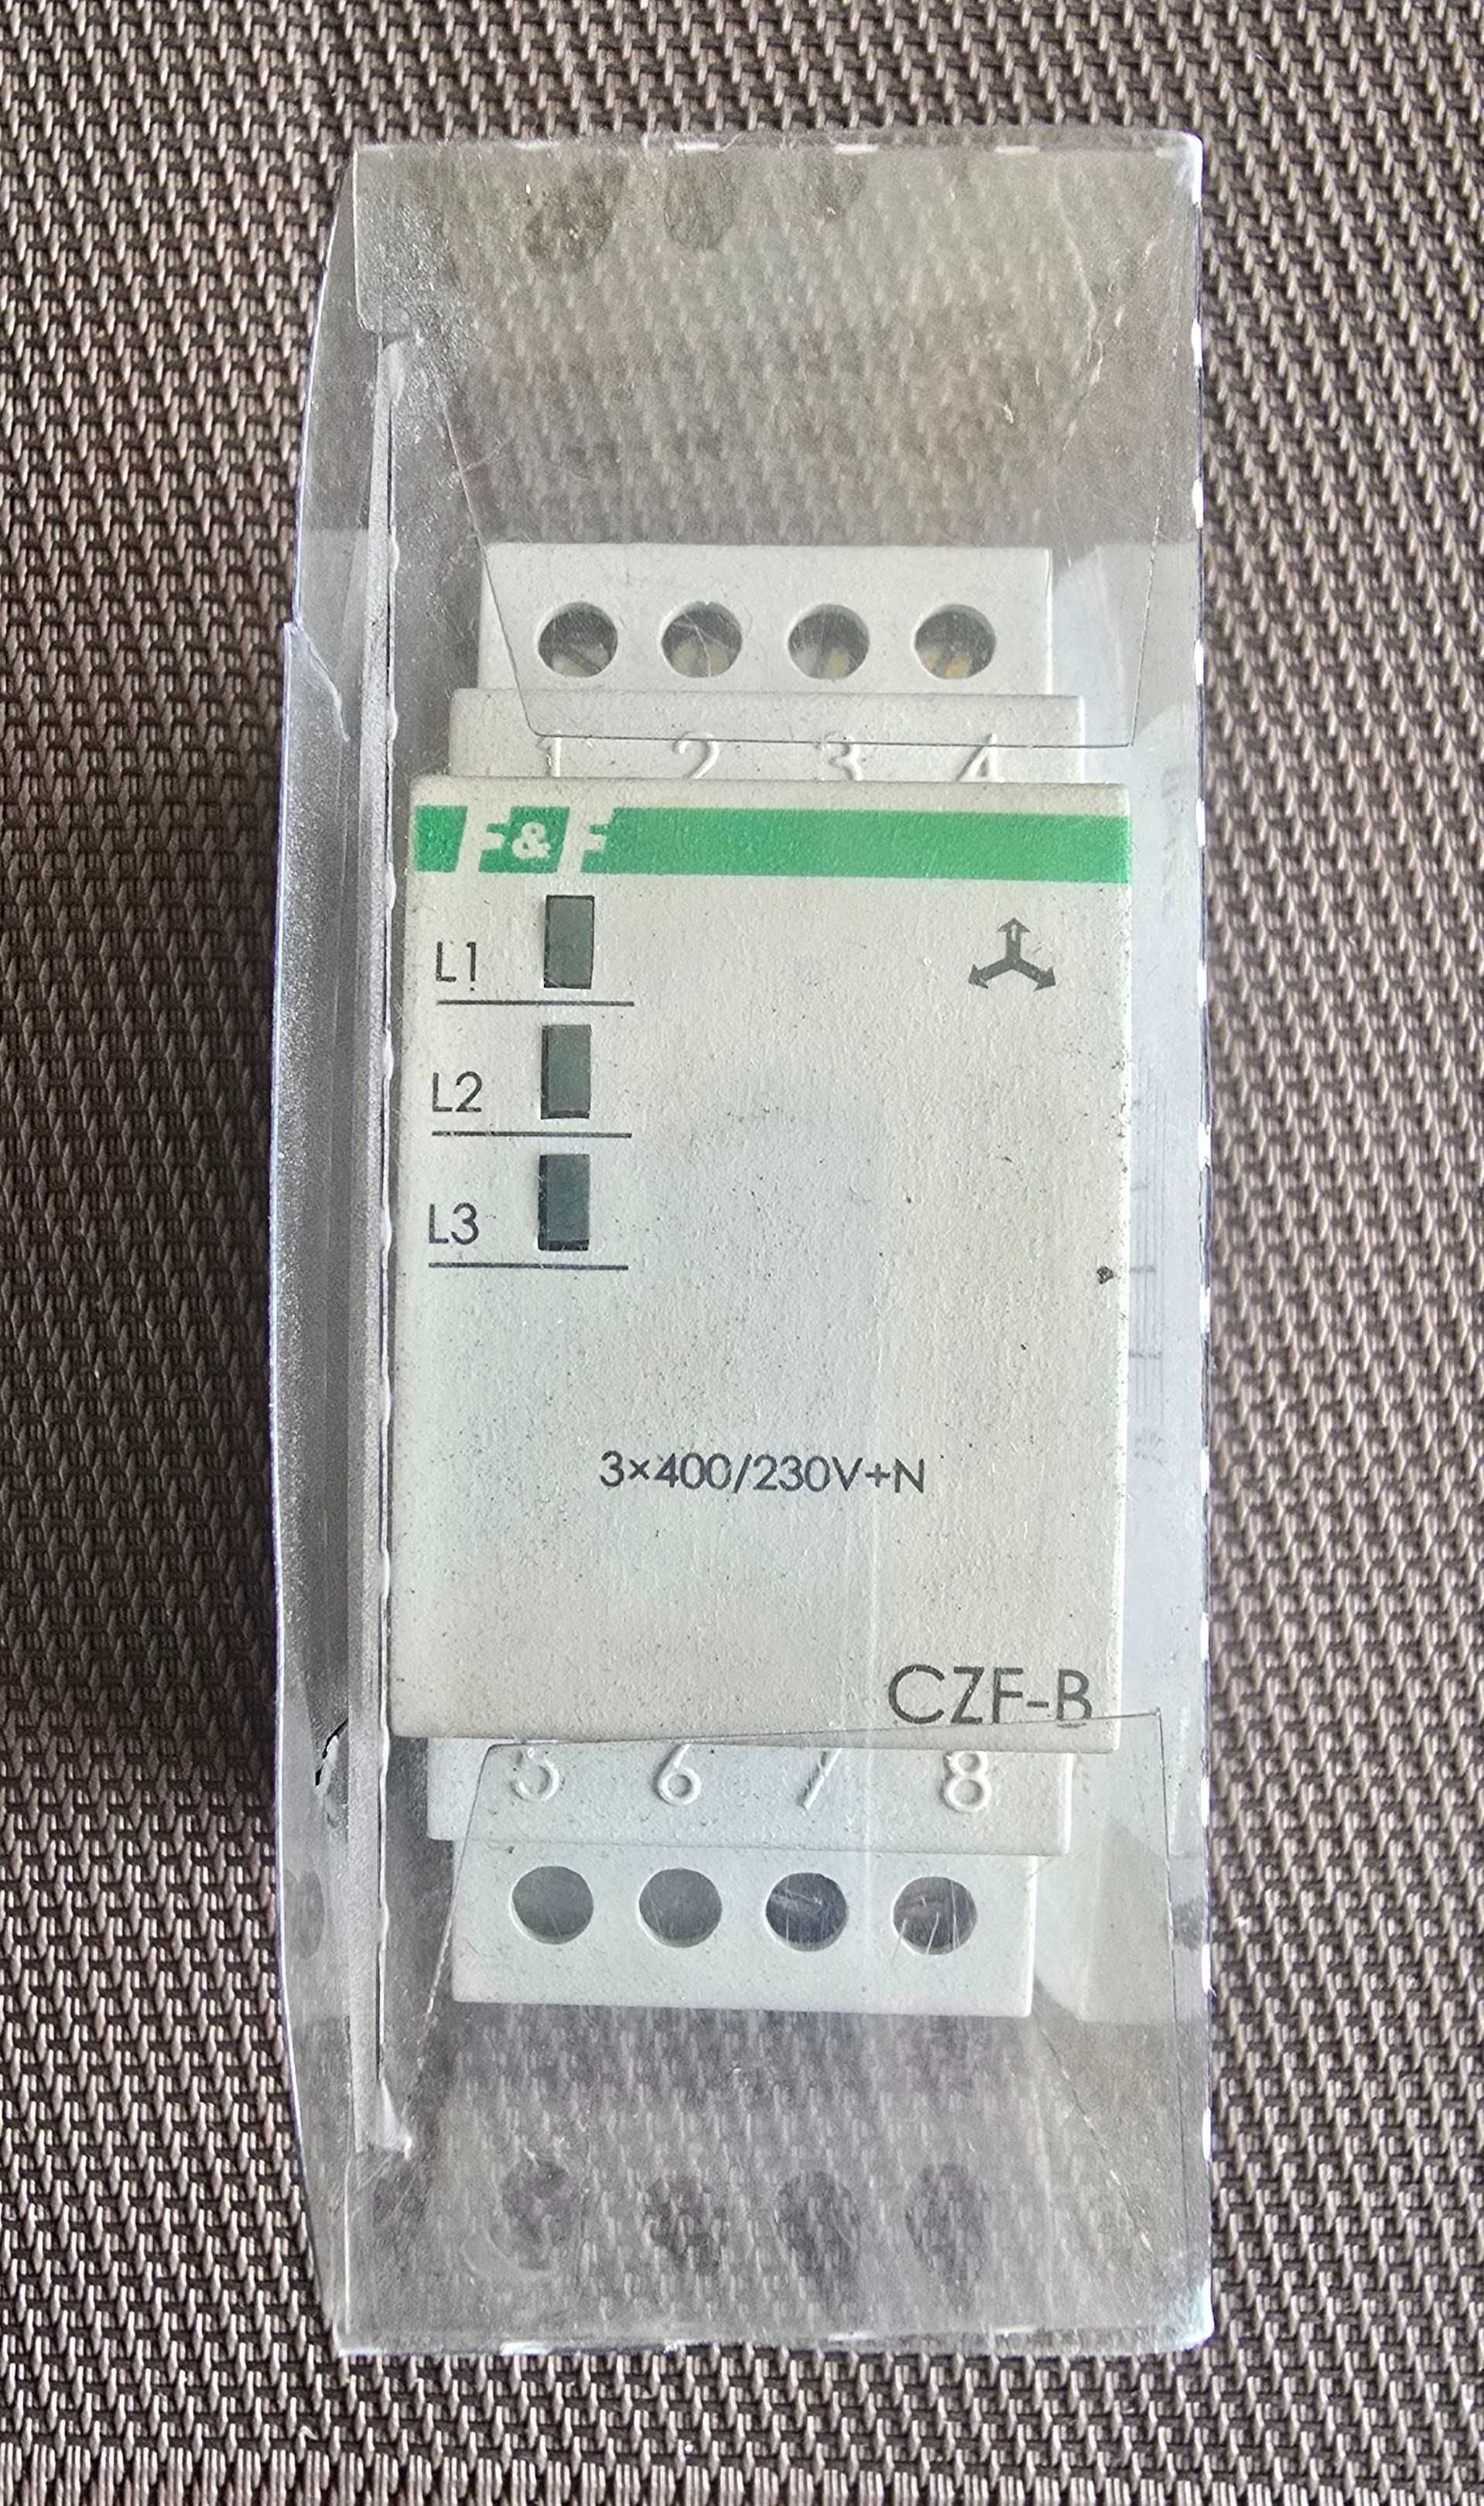 1 2 3 4
F&F
L1
L2
L3
3×400/230V+N
CZF-B
5 6 7 8